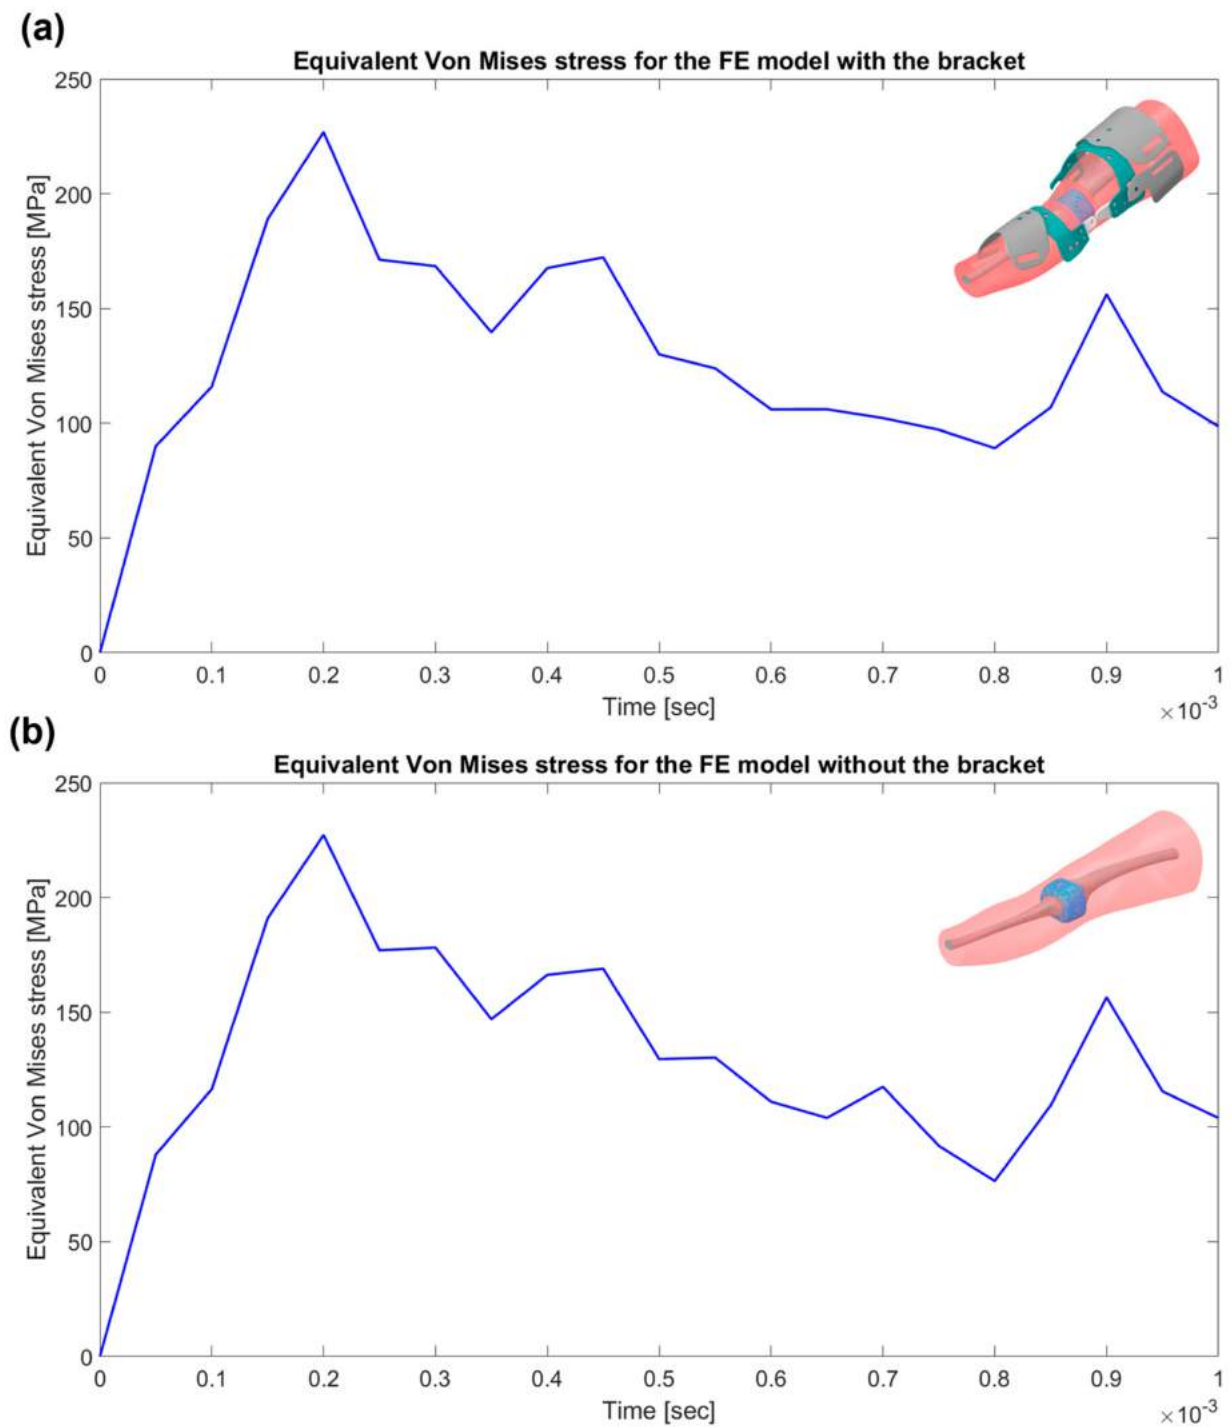 (a)
Equivalent Von Mises stress for the FE model with the bracket
Equivalent Von Mises stress [MPa]
250
200
150
100
50
0
0 0.1 0.2 0.3 0.4 0.5 0.6 0.7 0.8 0.9 1
Time [sec]
×10-3
(b)
Equivalent Von Mises stress for the FE model without the bracket
Equivalent Von Mises stress [MPa]
250
200
150
100
50
0
0 0.1 0.2 0.3 0.4 0.5 0.6 0.7 0.8 0.9 1
Time [sec]
×10-3